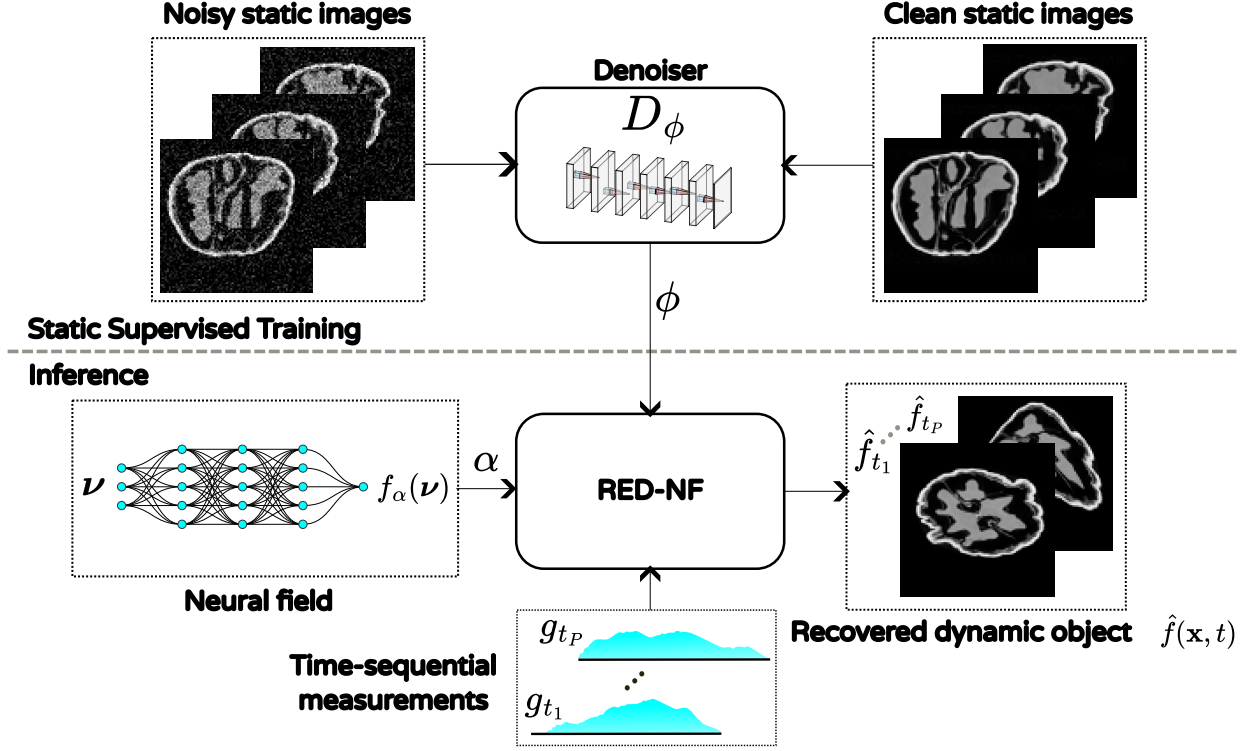 Noisy static images
Clean static images
Denoiser
D_ϕ
ϕ
Static Supervised Training
Inference
ν
f_α(ν)
α
RED-NF
f̂_{t_1}
f̂_{t_P}
Neural field
Recovered dynamic object f̂(x, t)
Time-sequential
measurements
g_{t_P}
g_{t_1}